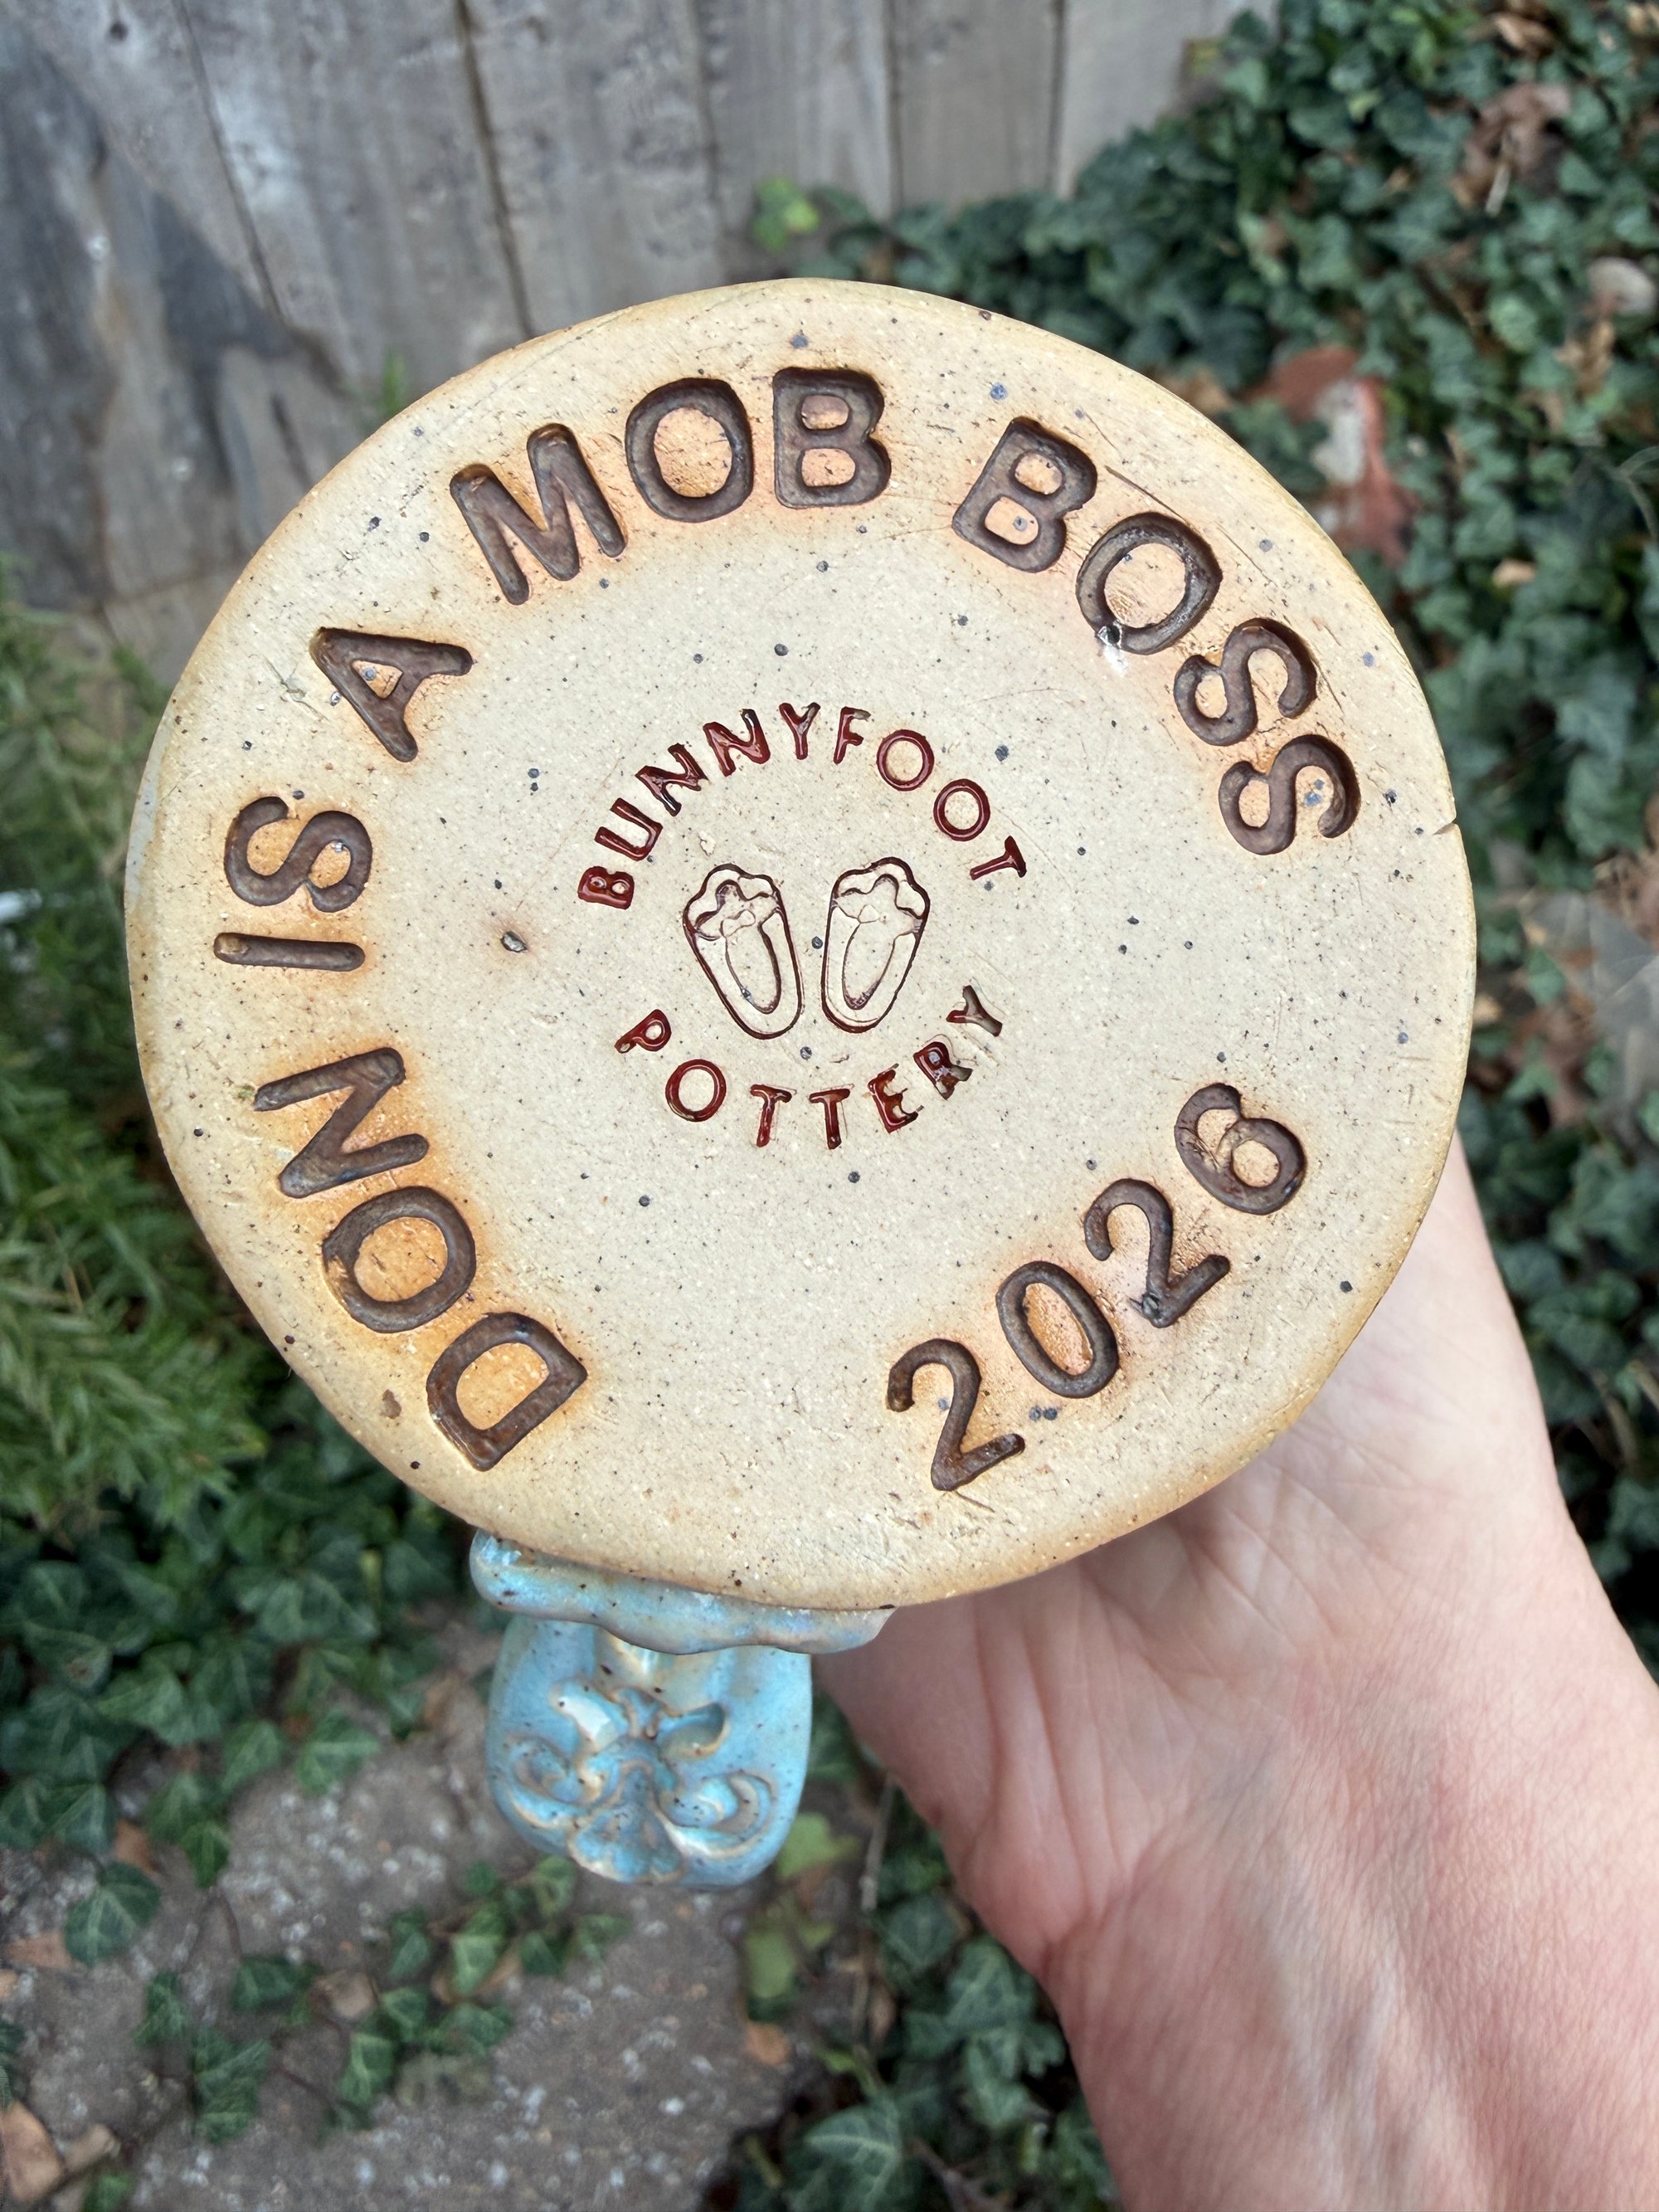 DON IS A MOB BOSS
2026
BUNNYFOOT
POTTERY